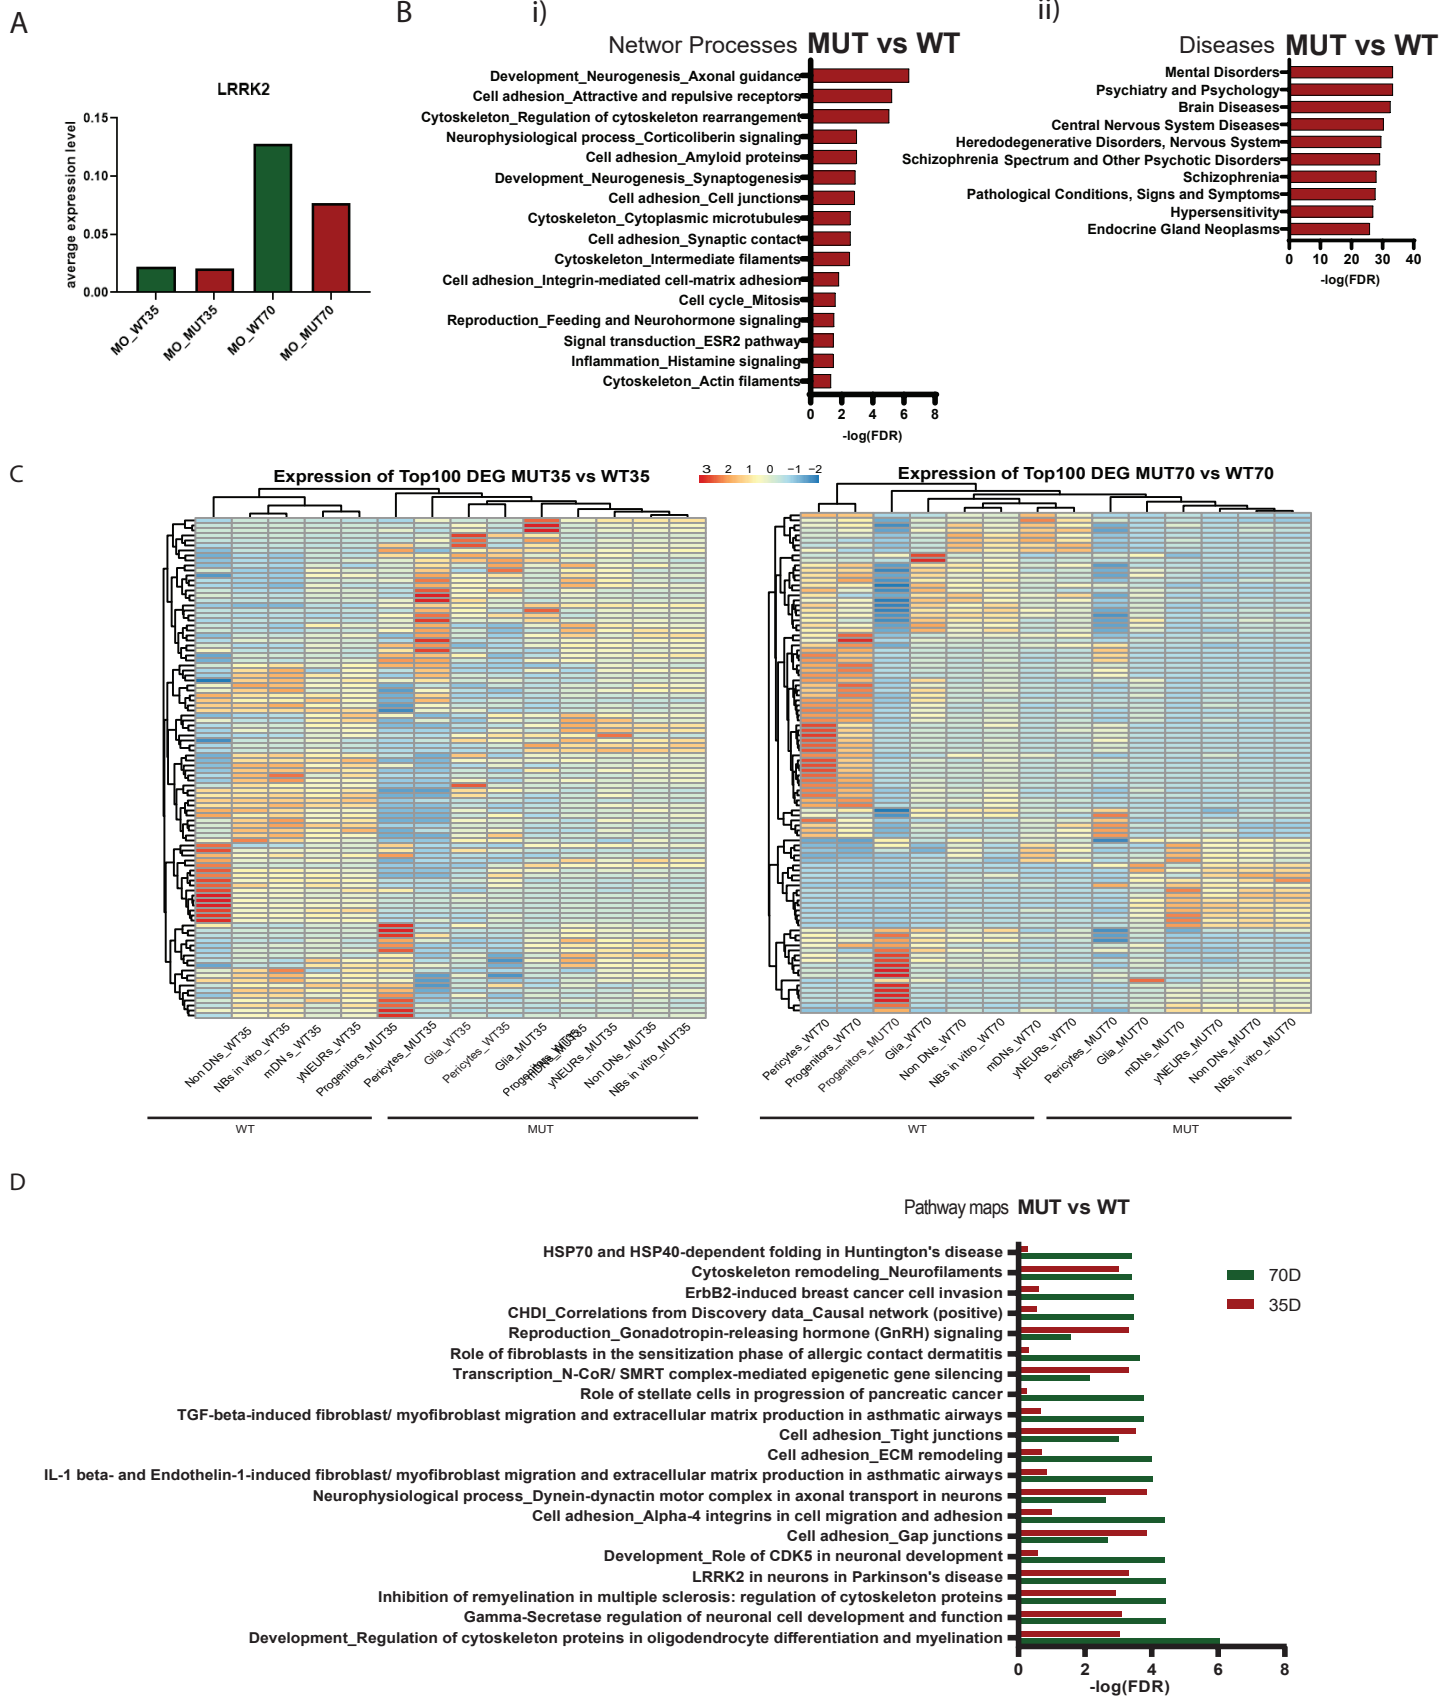 A
LRRK2
average expression level
0.15
0.10
0.05
0.00
MO_WT35
MO_MUT35
MO_WT70
MO_MUT70
B
i)
Networ Processes MUT vs WT
Development_Neurogenesis_Axonal guidance
Cell adhesion_Attractive and repulsive receptors
Cytoskeleton_Regulation of cytoskeleton rearrangement
Neurophysiological process_Corticoliberin signaling
Cell adhesion_Amyloid proteins
Development_Neurogenesis_Synaptogenesis
Cell adhesion_Cell junctions
Cytoskeleton_Cytoplasmic microtubules
Cell adhesion_Synaptic contact
Cytoskeleton_Intermediate filaments
Cell adhesion_Integrin-mediated cell-matrix adhesion
Cell cycle_Mitosis
Reproduction_Feeding and Neurohormone signaling
Signal transduction_ESR2 pathway
Inflammation_Histamine signaling
Cytoskeleton_Actin filaments
0 2 4 6 8
-log(FDR)
ii)
Diseases MUT vs WT
Mental Disorders
Psychiatry and Psychology
Brain Diseases
Central Nervous System Diseases
Heredodegenerative Disorders, Nervous System
Schizophrenia Spectrum and Other Psychotic Disorders
Schizophrenia
Pathological Conditions, Signs and Symptoms
Hypersensitivity
Endocrine Gland Neoplasms
0 10 20 30 40
-log(FDR)
C
Expression of Top100 DEG MUT35 vs WT35
3 2 1 0 −1 −2
Expression of Top100 DEG MUT70 vs WT70
Non DNs_WT35
NBs in vitro_WT35
mDNs_WT35
yNEURs_WT35
Progenitors_MUT35
Pericytes_MUT35
Glia_WT35
Pericytes_WT35
Glia_MUT35
Progenitors_WT35
mDNs_MUT35
yNEURs_MUT35
Non DNs_MUT35
NBs in vitro_MUT35
WT
MUT
Pericytes_WT70
Progenitors_WT70
Progenitors_MUT70
Glia_WT70
Non DNs_WT70
NBs in vitro_WT70
mDNs_WT70
yNEURs_WT70
Pericytes_MUT70
Glia_MUT70
mDNs_MUT70
yNEURs_MUT70
Non DNs_MUT70
NBs in vitro_MUT70
WT
MUT
D
Pathway maps MUT vs WT
HSP70 and HSP40-dependent folding in Huntington's disease
Cytoskeleton remodeling_Neurofilaments
ErbB2-induced breast cancer cell invasion
CHDI_Correlations from Discovery data_Causal network (positive)
Reproduction_Gonadotropin-releasing hormone (GnRH) signaling
Role of fibroblasts in the sensitization phase of allergic contact dermatitis
Transcription_N-CoR/ SMRT complex-mediated epigenetic gene silencing
Role of stellate cells in progression of pancreatic cancer
TGF-beta-induced fibroblast/ myofibroblast migration and extracellular matrix production in asthmatic airways
Cell adhesion_Tight junctions
Cell adhesion_ECM remodeling
IL-1 beta- and Endothelin-1-induced fibroblast/ myofibroblast migration and extracellular matrix production in asthmatic airways
Neurophysiological process_Dynein-dynactin motor complex in axonal transport in neurons
Cell adhesion_Alpha-4 integrins in cell migration and adhesion
Cell adhesion_Gap junctions
Development_Role of CDK5 in neuronal development
LRRK2 in neurons in Parkinson's disease
Inhibition of remyelination in multiple sclerosis: regulation of cytoskeleton proteins
Gamma-Secretase regulation of neuronal cell development and function
Development_Regulation of cytoskeleton proteins in oligodendrocyte differentiation and myelination
70D
35D
0 2 4 6 8
-log(FDR)